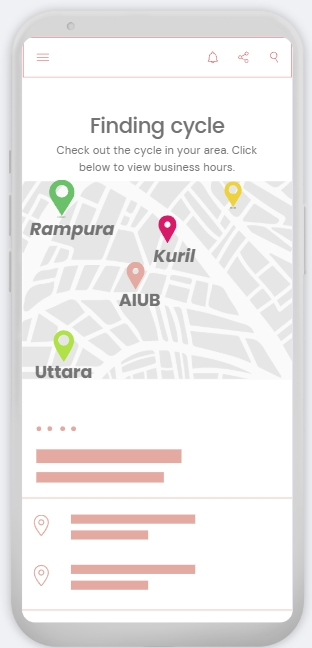 Finding cycle
Check out the cycle in your area. Click
below to view business hours.
Rampura
Kuril
AIUB
Uttara